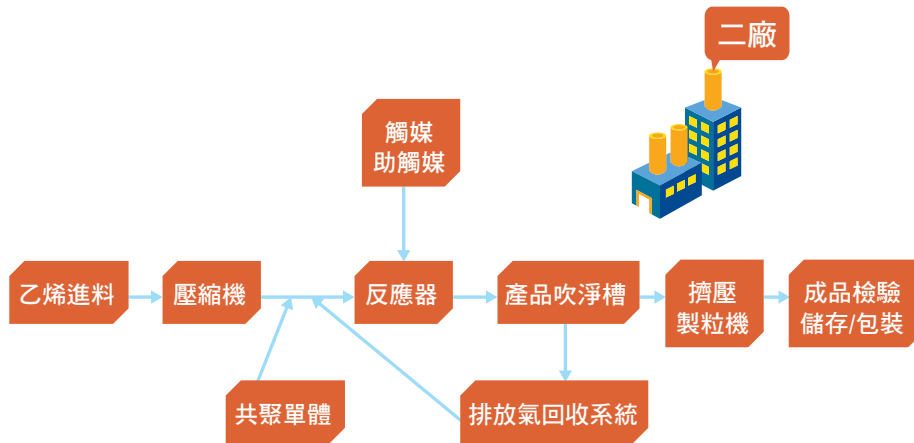 二廠
觸媒
助觸媒
乙烯進料
壓縮機
反應器
產品吹淨槽
擠壓
製粒機
成品檢驗
儲存/包裝
共聚單體
排放氣回收系統